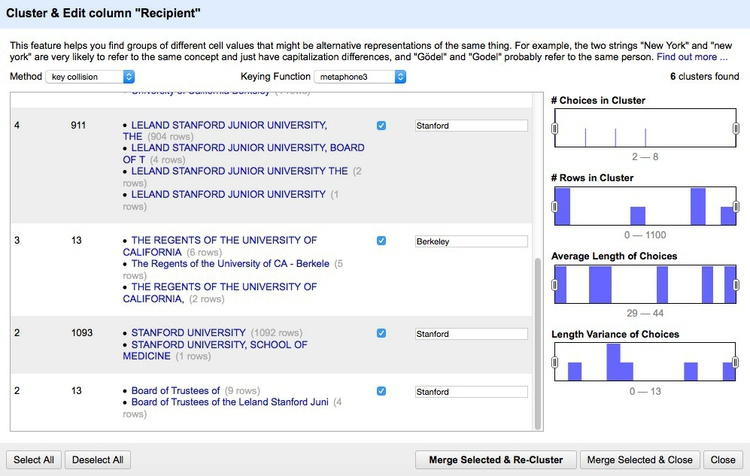 Cluster & Edit column "Recipient"
This feature helps you find groups of different cell values that might be alternative representations of the same thing. For example, the two strings "New York" and "new
york" are very likely to refer to the same concept and just have capitalization differences, and "Gödel" and "Godel" probably refer to the same person. Find out more ...
Method key collision Keying Function metaphone3 6 clusters found
4 911 • LELAND STANFORD JUNIOR UNIVERSITY, Stanford
THE (904 rows)
• LELAND STANFORD JUNIOR UNIVERSITY, BOARD
OF T (4 rows)
• LELAND STANFORD JUNIOR UNIVERSITY THE (2
rows)
• LELAND STANFORD JUNIOR UNIVERSITY (1
rows)
3 13 • THE REGENTS OF THE UNIVERSITY OF Berkeley
CALIFORNIA (6 rows)
• The Regents of the University of CA - Berkele (5
rows)
• THE REGENTS OF THE UNIVERSITY OF
CALIFORNIA, (2 rows)
2 1093 • STANFORD UNIVERSITY (1092 rows) Stanford
• STANFORD UNIVERSITY, SCHOOL OF
MEDICINE (1 rows)
2 13 • Board of Trustees of (9 rows) Stanford
• Board of Trustees of the Leland Stanford Juni (4
rows)
# Choices in Cluster
2 — 8
# Rows in Cluster
0 — 1100
Average Length of Choices
29 — 44
Length Variance of Choices
0 — 13
Select All Deselect All Merge Selected & Re-Cluster Merge Selected & Close Close